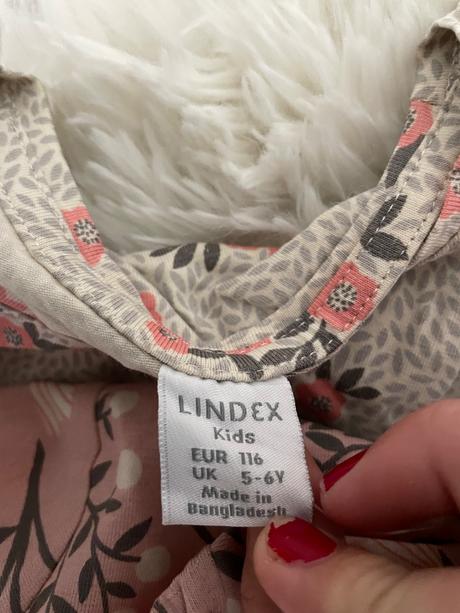 LINDEX
Kids
EUR 116
UK 5-6Y
Made in
Bangladesh